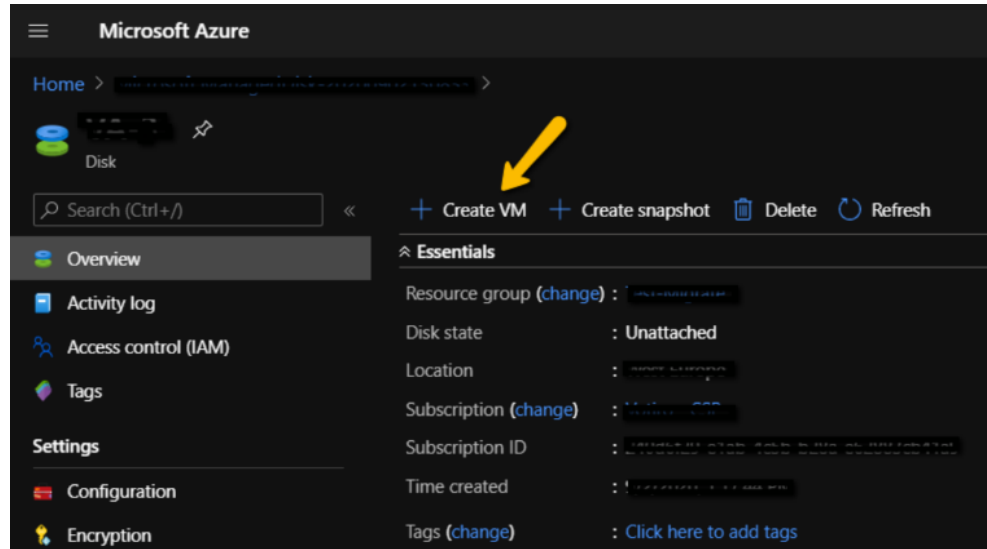 Microsoft Azure
Home > >
Disk
Search (Ctrl+/) «
+ Create VM + Create snapshot Delete Refresh
Overview
Activity log
Access control (IAM)
Tags
Settings
Configuration
Encryption
Essentials
Resource group (change) :
Disk state : Unattached
Location :
Subscription (change) :
Subscription ID :
Time created :
Tags (change) : Click here to add tags